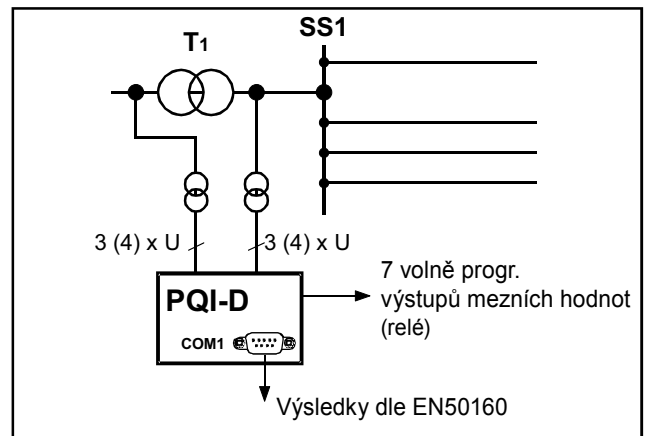 SS1
T1
3 (4) x U
3 (4) x U
7 volně progr.
výstupů mezních hodnot
(relé)
PQI-D
COM1
Výsledky dle EN50160